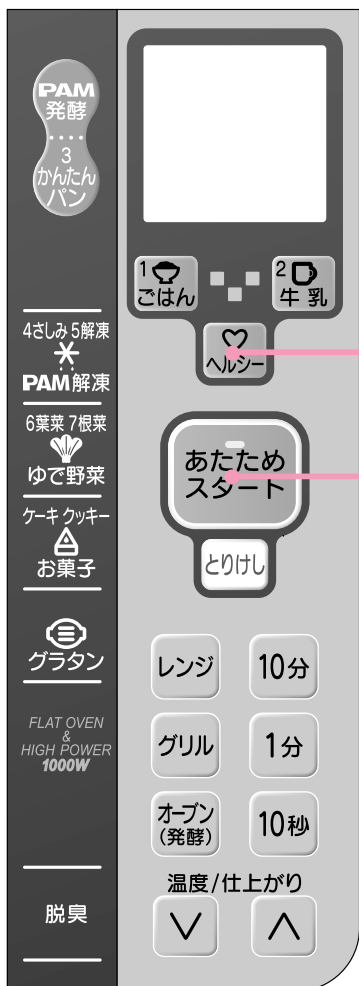 PAM
発酵
3
かんたん
パン
4さしみ 5解凍
PAM解凍
6葉菜 7根菜
ゆで野菜
ケーキ クッキー
お菓子
グラタン
FLAT OVEN
&
HIGH POWER
1000W
脱臭
1
ごはん
2
牛乳
ヘルシー
あたため
スタート
とりけし
レンジ
10分
グリル
1分
オーブン
(発酵)
10秒
温度/仕上がり